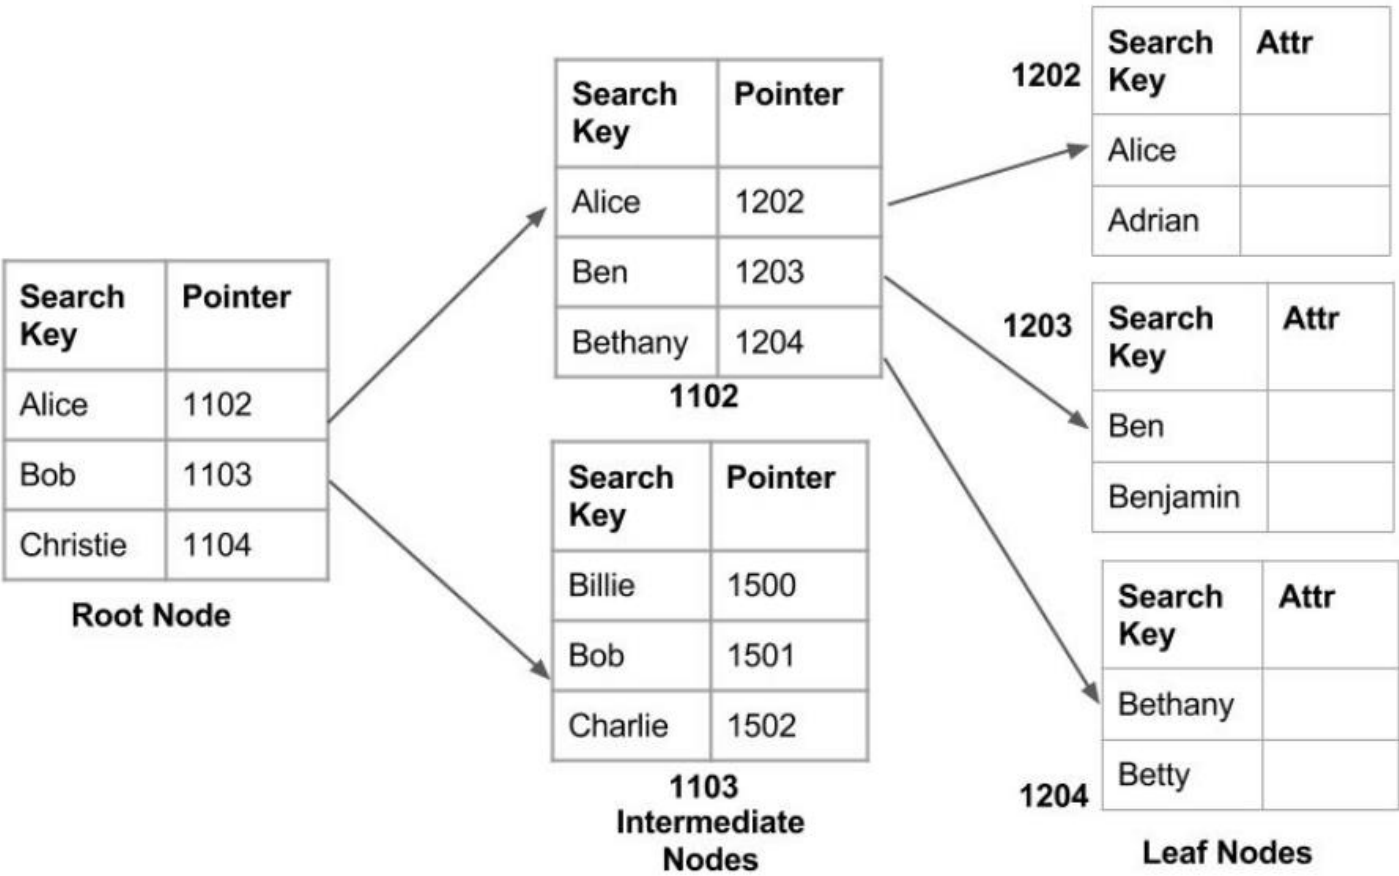 Search Key Pointer
Alice 1102
Bob 1103
Christie 1104
Root Node
Search Key Pointer
Alice 1202
Ben 1203
Bethany 1204
1102
Search Key Pointer
Billie 1500
Bob 1501
Charlie 1502
1103
Intermediate
Nodes
1202
Search Key Attr
Alice
Adrian
1203
Search Key Attr
Ben
Benjamin
Search Key Attr
Bethany
Betty
1204
Leaf Nodes